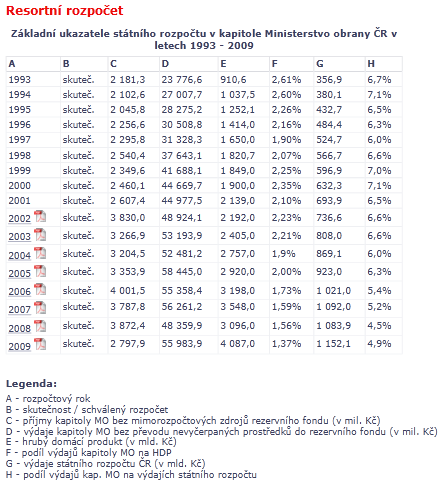 Resortní rozpočet
Základní ukazatele státního rozpočtu v kapitole Ministerstvo obrany ČR v
letech 1993 - 2009
A B C D E F G H
1993 skuteč. 2 181,3 23 776,6 910,6 2,61% 356,9 6,7%
1994 skuteč. 2 102,6 27 007,7 1 037,5 2,60% 380,1 7,1%
1995 skuteč. 2 045,8 28 275,2 1 252,1 2,26% 432,7 6,5%
1996 skuteč. 2 256,6 30 508,8 1 414,0 2,16% 484,4 6,3%
1997 skuteč. 2 295,8 31 328,3 1 650,0 1,90% 524,7 6,0%
1998 skuteč. 2 540,4 37 643,1 1 820,7 2,07% 566,7 6,6%
1999 skuteč. 2 349,6 41 688,1 1 849,0 2,25% 596,9 7,0%
2000 skuteč. 2 460,1 44 669,7 1 900,0 2,35% 632,3 7,1%
2001 skuteč. 2 607,4 44 977,5 2 139,0 2,10% 693,9 6,5%
2002 skuteč. 3 830,0 48 924,1 2 192,0 2,23% 736,6 6,6%
2003 skuteč. 3 266,9 53 193,9 2 405,0 2,21% 808,0 6,6%
2004 skuteč. 3 204,5 52 481,2 2 757,0 1,9% 869,1 6,0%
2005 skuteč. 3 353,9 58 445,0 2 920,0 2,00% 923,0 6,3%
2006 skuteč. 4 001,5 55 358,4 3 198,0 1,73% 1 021,0 5,4%
2007 skuteč. 3 787,8 56 261,2 3 548,0 1,59% 1 092,0 5,2%
2008 skuteč. 3 872,4 48 359,9 3 096,0 1,56% 1 083,9 4,5%
2009 skuteč. 2 797,9 55 983,9 4 087,0 1,37% 1 152,1 4,9%
Legenda:
A - rozpočtový rok
B - skutečnost / schválený rozpočet
C - příjmy kapitoly MO bez mimorozpočtových zdrojů rezervního fondu (v mil. Kč)
D - výdaje kapitoly MO bez převodu nevyčerpaných prostředků do rezervního fondu (v mil. Kč)
E - hrubý domácí produkt (v mld. Kč)
F - podíl výdajů kapitoly MO na HDP
G - výdaje státního rozpočtu ČR (v mld. Kč)
H - podíl výdajů kap. MO na výdajích státního rozpočtu